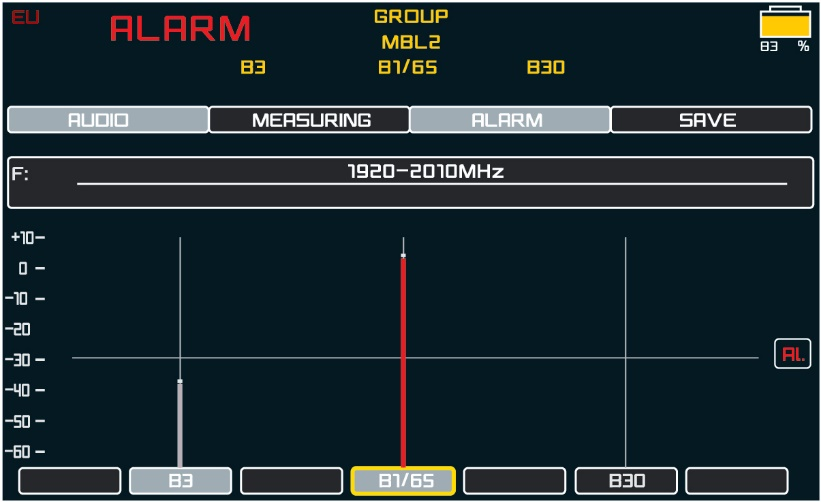 EU
ALARM
GROUP
MBL2
B3 B1/65 B30
83 %
AUDIO MEASURING ALARM SAVE
F: 1920-2010MHz
+10
0
-10
-20
-30
Al.
-40
-50
-60
B3 B1/65 B30